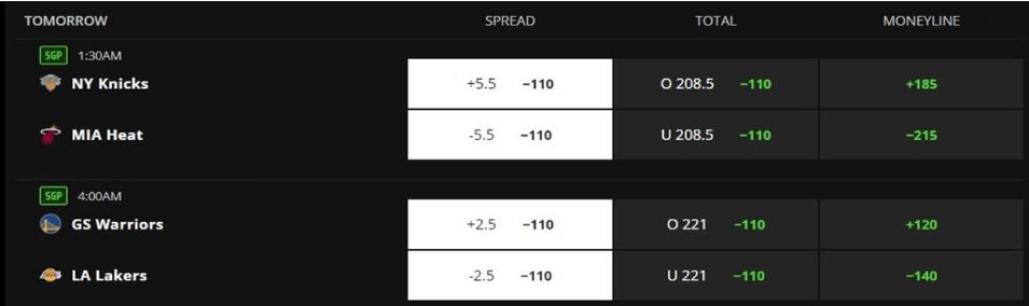 TOMORROW SPREAD TOTAL MONEYLINE
SGP 1:30AM
NY Knicks +5.5 −110 O 208.5 −110 +185
MIA Heat -5.5 −110 U 208.5 −110 −215
SGP 4:00AM
GS Warriors +2.5 −110 O 221 −110 +120
LA Lakers -2.5 −110 U 221 −110 −140